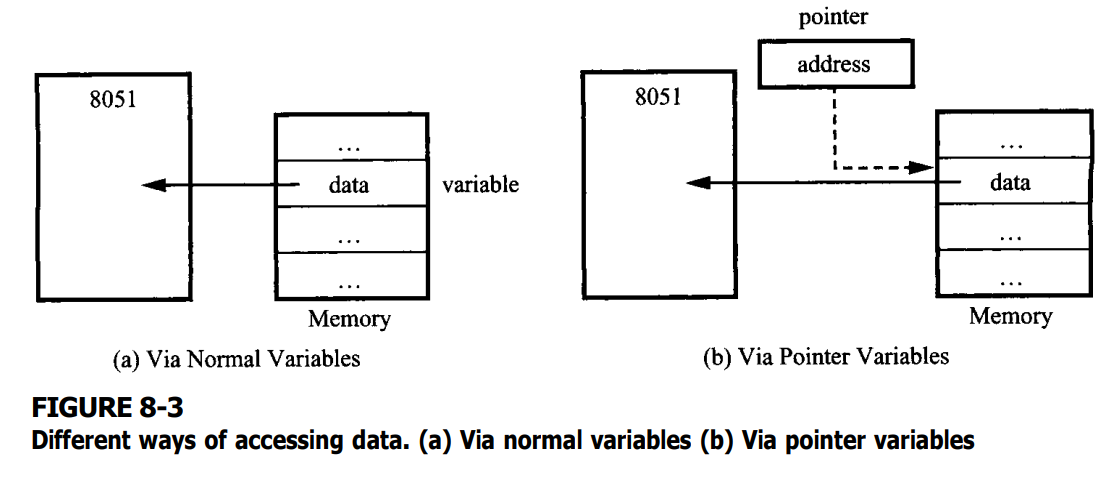 8051
...
data
variable
...
...
Memory
(a) Via Normal Variables
pointer
address
8051
...
data
...
...
Memory
(b) Via Pointer Variables
FIGURE 8-3
Different ways of accessing data. (a) Via normal variables (b) Via pointer variables